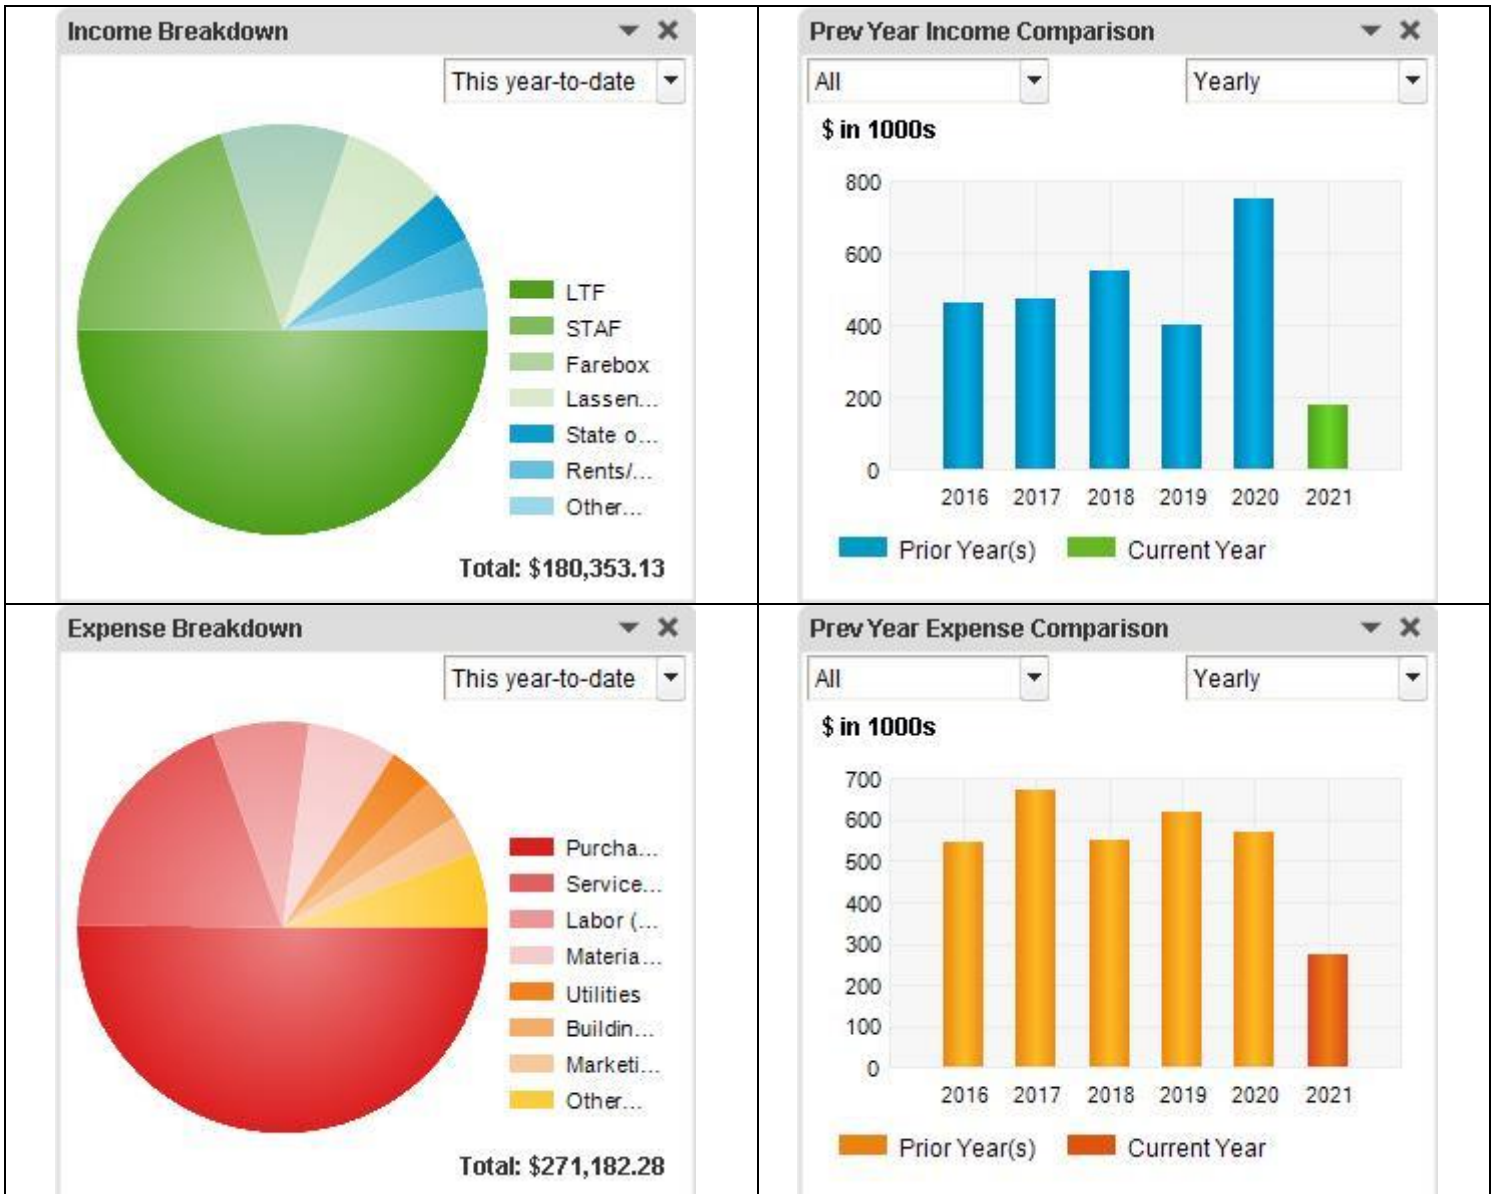 Income Breakdown
This year-to-date
LTF
STAF
Farebox
Lassen...
State o...
Rents/...
Other...
Total: $180,353.13
Prev Year Income Comparison
All
Yearly
$ in 1000s
800
600
400
200
0
2016 2017 2018 2019 2020 2021
Prior Year(s) Current Year
Expense Breakdown
This year-to-date
Purcha...
Service...
Labor (...
Materia...
Utilities
Buildin...
Marketi...
Other...
Total: $271,182.28
Prev Year Expense Comparison
All
Yearly
$ in 1000s
700
600
500
400
300
200
100
0
2016 2017 2018 2019 2020 2021
Prior Year(s) Current Year